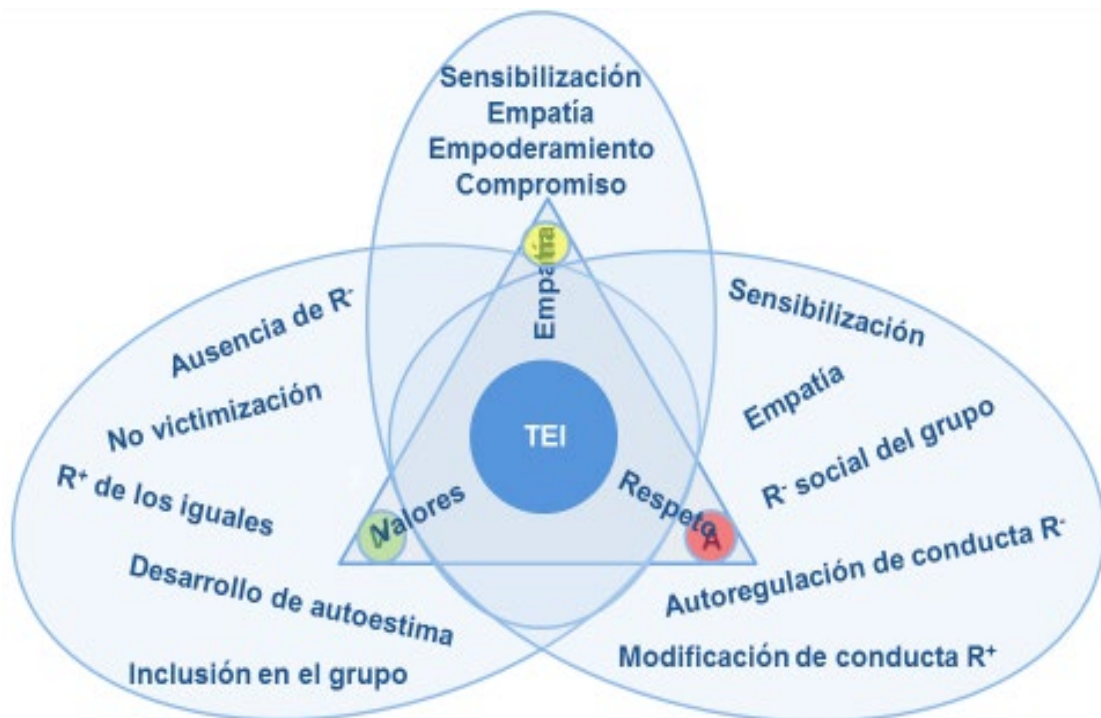 Sensibilización
Empatía
Empoderamiento
Compromiso
Empatía
Ausencia de R⁻
No victimización
R⁺ de los iguales
Desarrollo de autoestima
Inclusión en el grupo
TEI
Valores
Respeto
A
Sensibilización
Empatía
R⁻ social del grupo
Autoregulación de conducta R⁻
Modificación de conducta R⁺